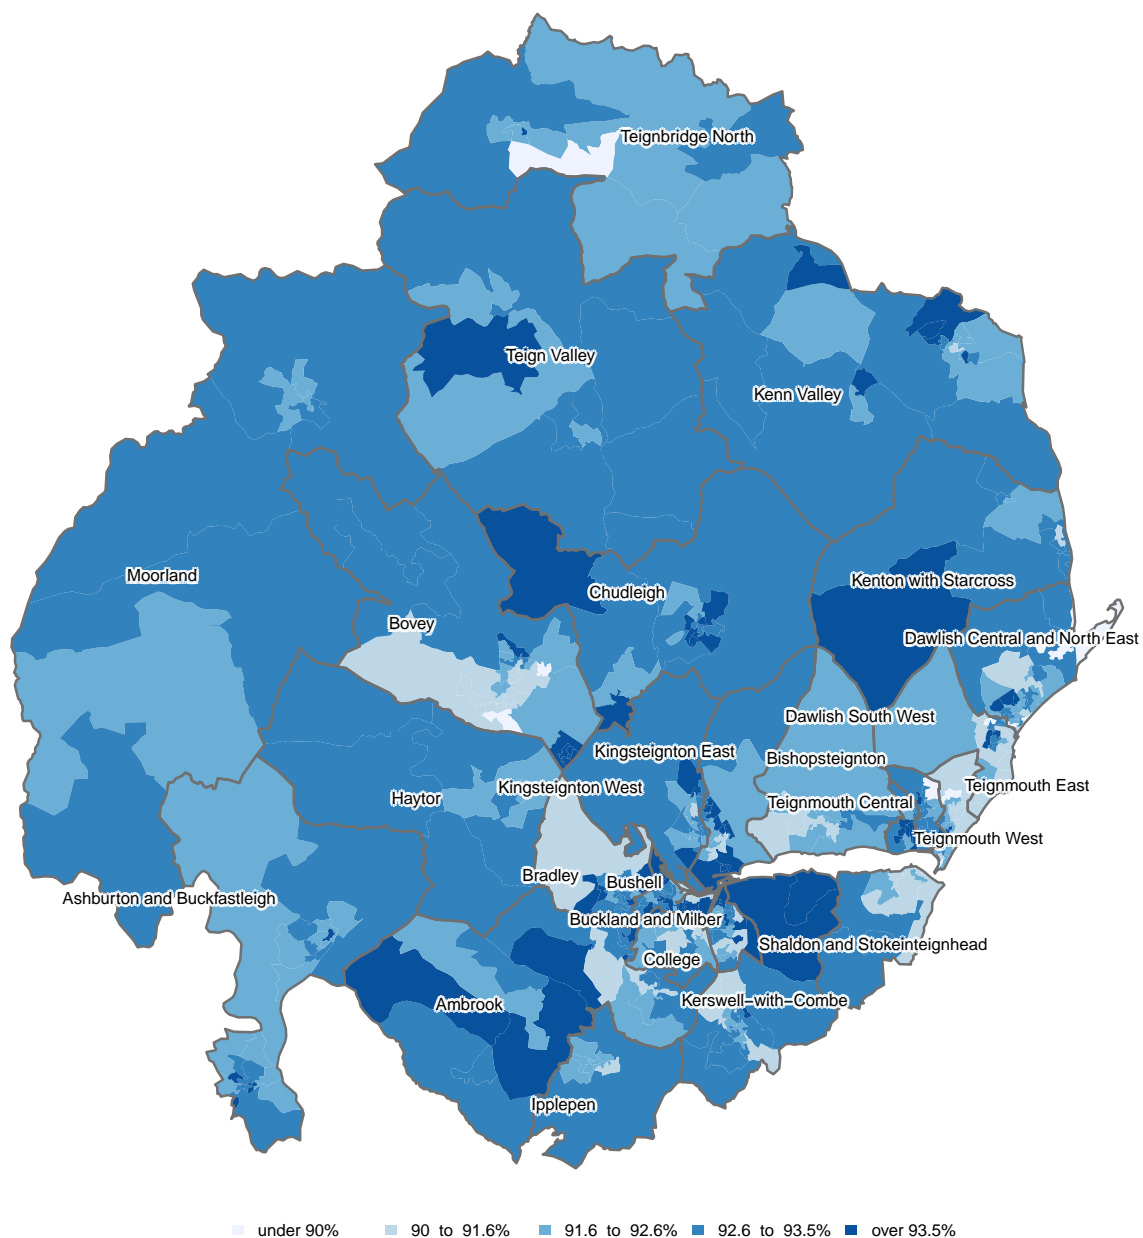 Teignbridge North
Teign Valley
Kenn Valley
Moorland
Kenton with Starcross
Chudleigh
Bovey
Dawlish Central and North East
Dawlish South West
Kingsteignton East
Bishopsteignton
Teignmouth East
Kingsteignton West
Haytor
Teignmouth Central
Teignmouth West
Bradley
Bushell
Ashburton and Buckfastleigh
Buckland and Milber
Shaldon and Stokeinteignhead
College
Ambrook
Kerswell−with−Combe
Ipplepen
under 90% 90 to 91.6% 91.6 to 92.6% 92.6 to 93.5% over 93.5%